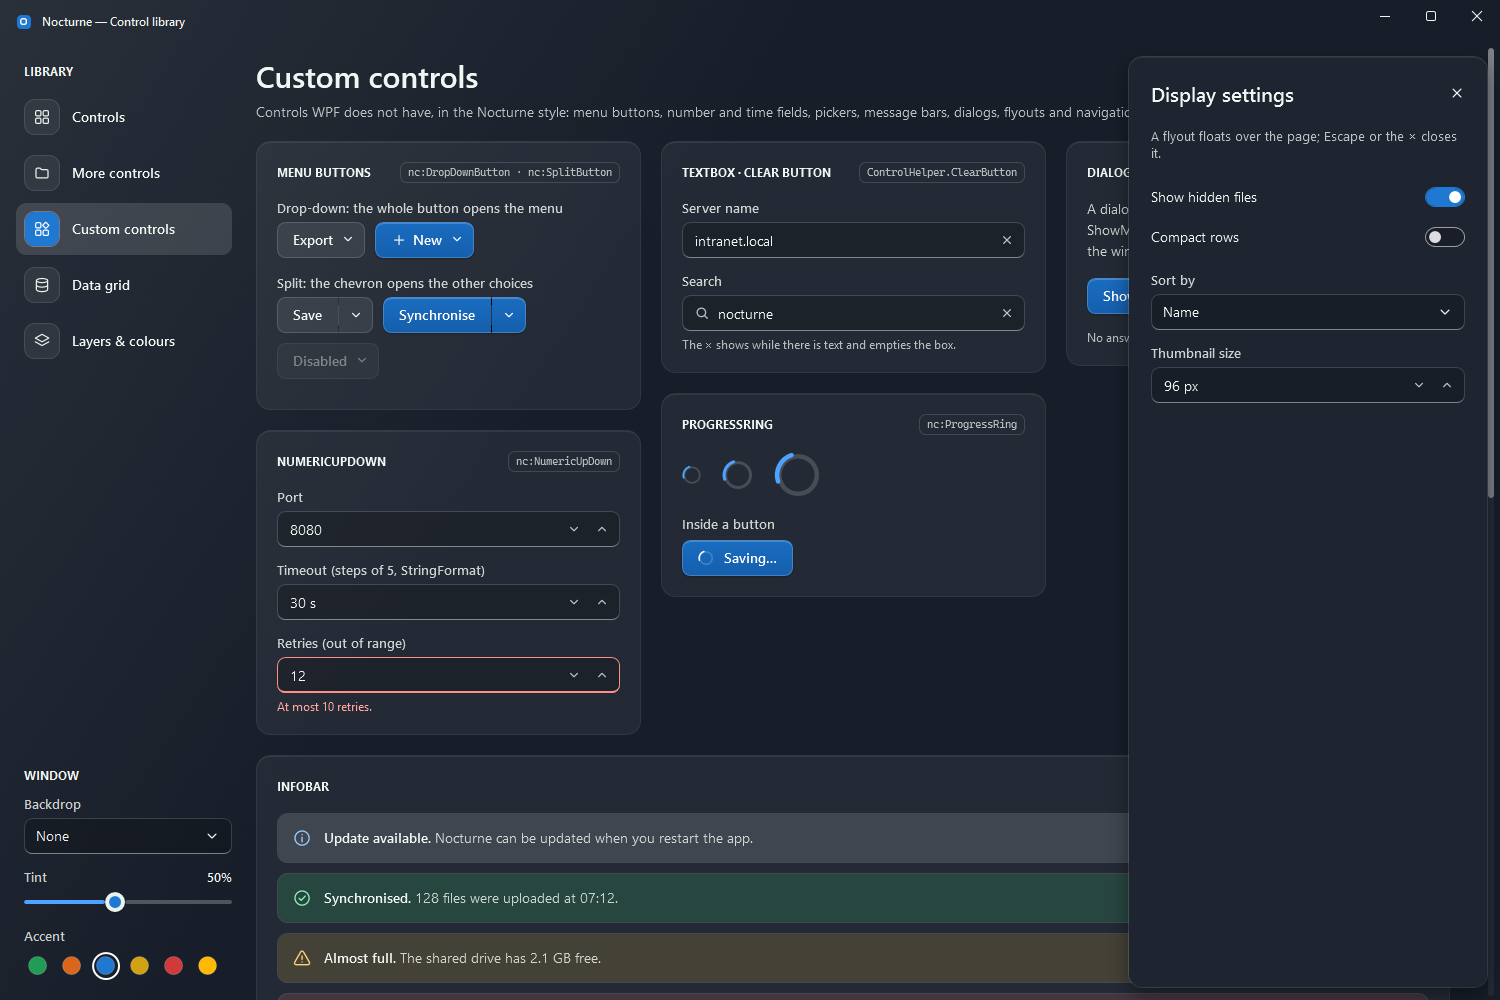 Nocturne — Control library
LIBRARY
Controls
More controls
Custom controls
Data grid
Layers & colours
WINDOW
Backdrop
None
Tint
50%
Accent
Custom controls
Controls WPF does not have, in the Nocturne style: menu buttons, number and time fields, pickers, message bars, dialogs, flyouts and navigatio
MENU BUTTONS
nc:DropDownButton · nc:SplitButton
Drop-down: the whole button opens the menu
Export
New
Split: the chevron opens the other choices
Save
Synchronise
Disabled
NUMERICUPDOWN
nc:NumericUpDown
Port
8080
Timeout (steps of 5, StringFormat)
30 s
Retries (out of range)
12
At most 10 retries.
TEXTBOX · CLEAR BUTTON
ControlHelper.ClearButton
Server name
intranet.local
Search
nocturne
The × shows while there is text and empties the box.
PROGRESSRING
nc:ProgressRing
Inside a button
Saving...
DIALOG
A dialo
ShowM
the wir
Show
No answ
INFOBAR
Update available. Nocturne can be updated when you restart the app.
Synchronised. 128 files were uploaded at 07:12.
Almost full. The shared drive has 2.1 GB free.
Display settings
A flyout floats over the page; Escape or the × closes
it.
Show hidden files
Compact rows
Sort by
Name
Thumbnail size
96 px